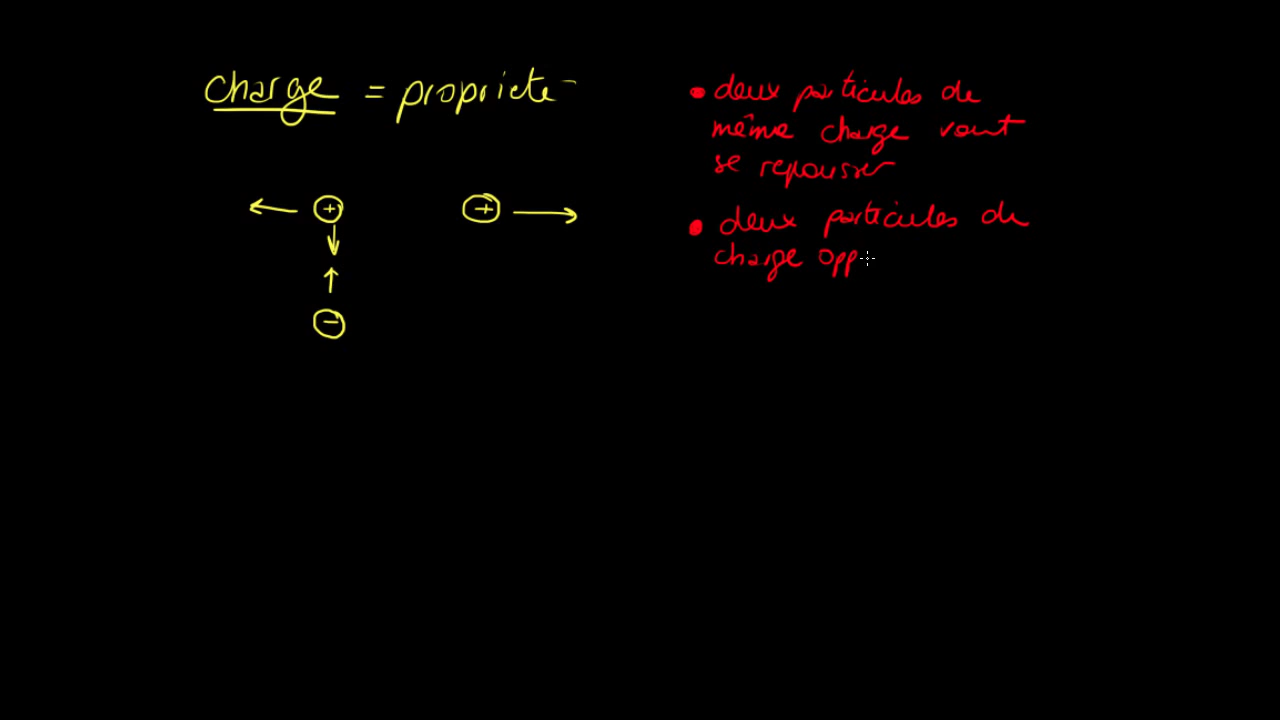 charge = propriété
+
+
-
• deux particules de
même charge vont
se repousser
• deux particules de
charge opp